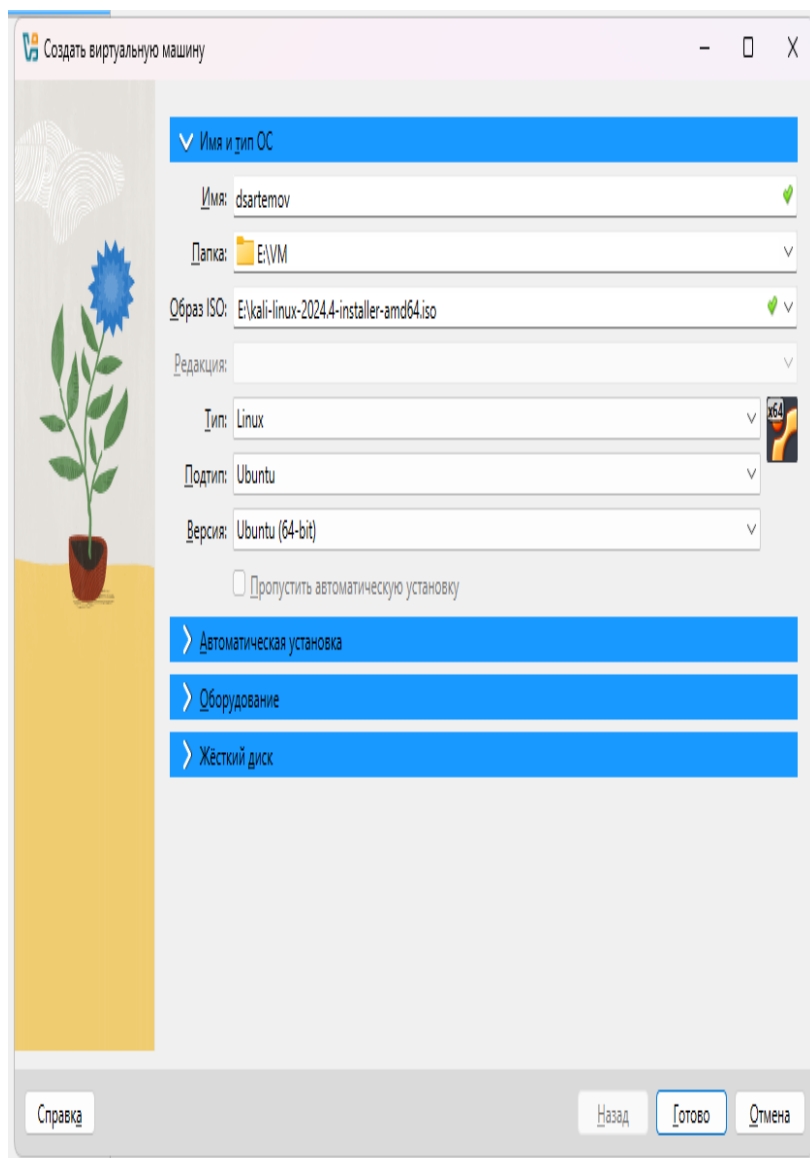 Создать виртуальную машину
Имя и тип ОС
Имя: dsartemov
Папка: E:\VM
Образ ISO: E:\kali-linux-2024.4-installer-amd64.iso
Редакция:
Тип: Linux
x64
Подтип: Ubuntu
Версия: Ubuntu (64-bit)
Пропустить автоматическую установку
Автоматическая установка
Оборудование
Жёсткий диск
Справка Назад Готово Отмена